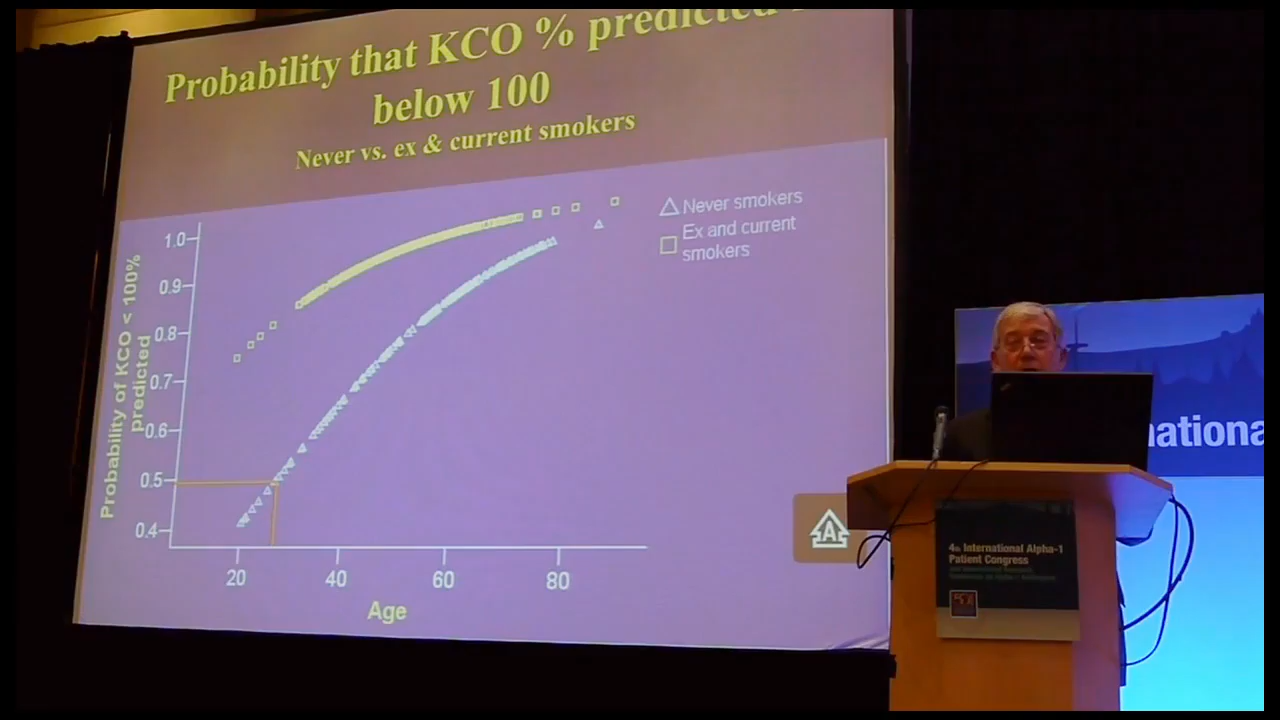 Probability that KCO % predicted
below 100
Never vs. ex & current smokers
Never smokers
Ex and current
smokers
Probability of KCO < 100%
predicted
1.0
0.9
0.8
0.7
0.6
0.5
0.4
20
40
60
80
Age
A
national
4th International Alpha-1
Patient Congress